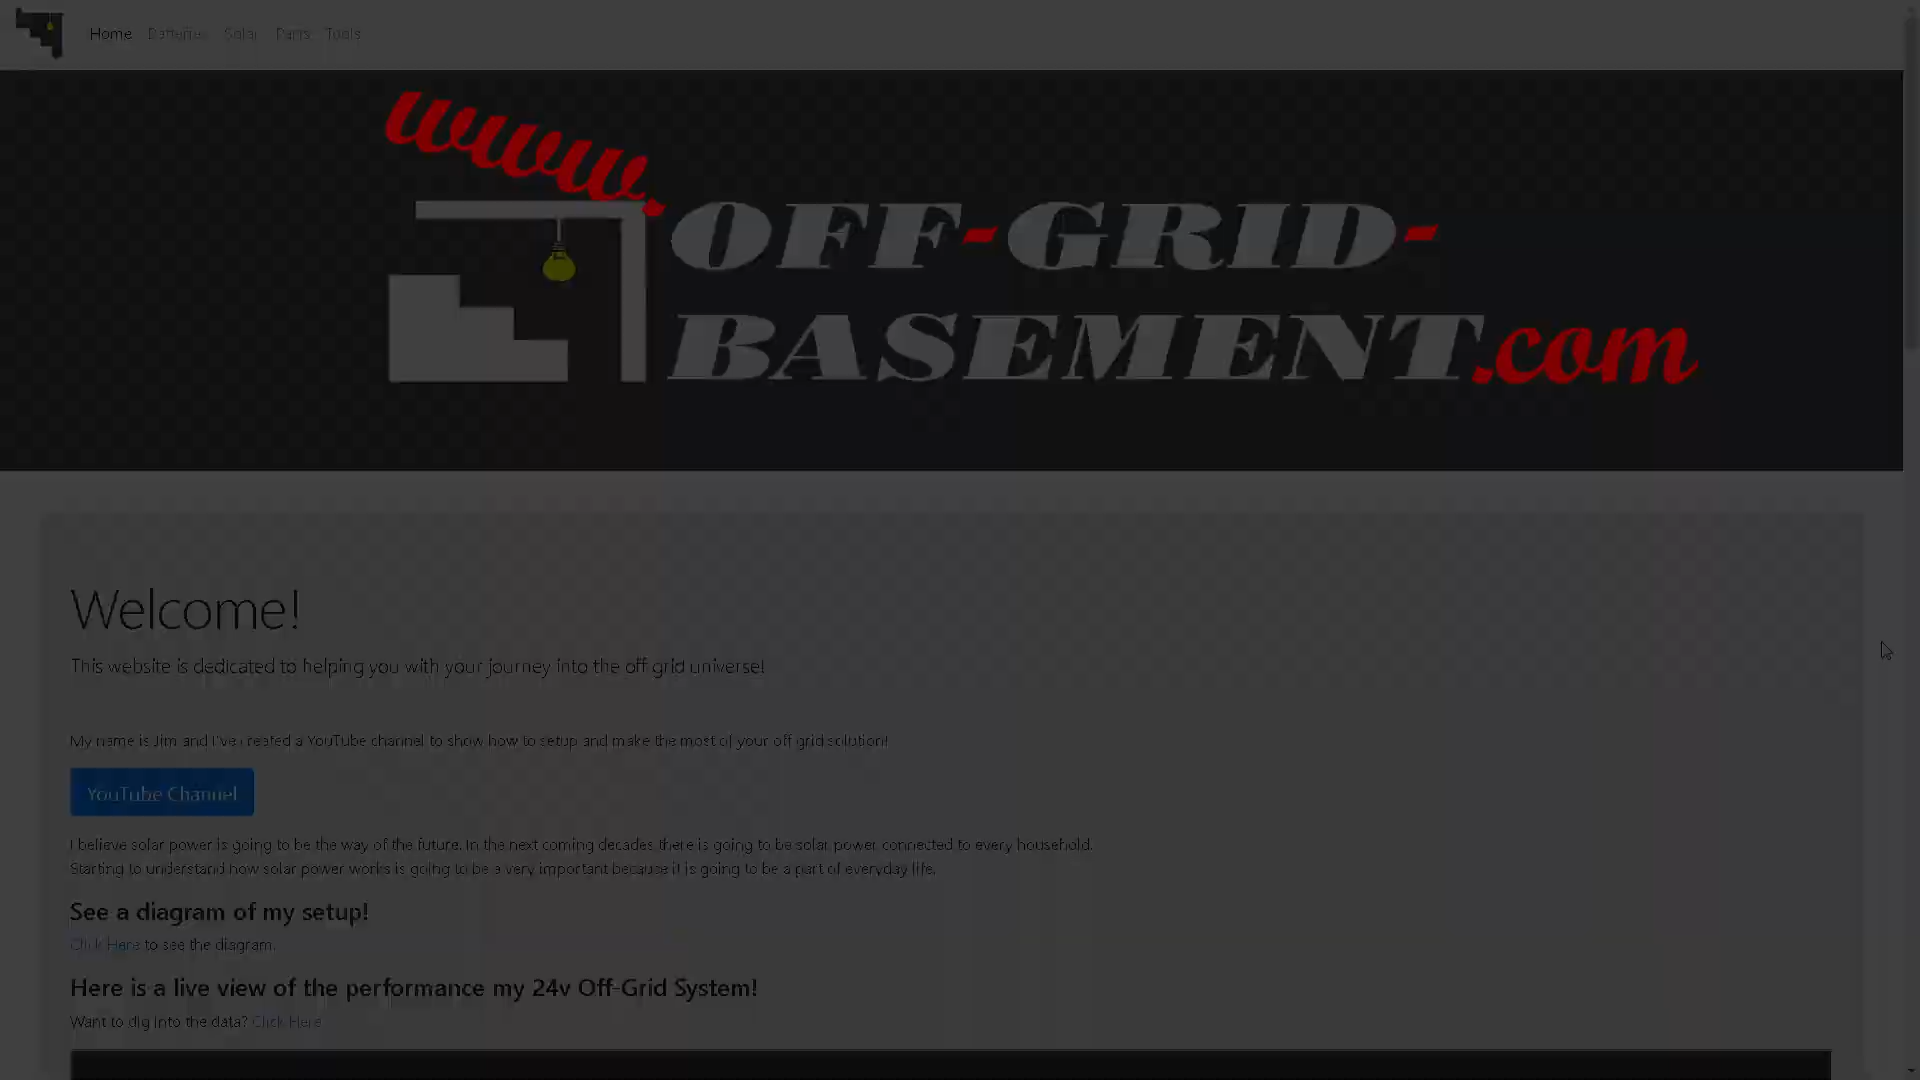 Home Batteries Solar Parts Tools
www.
OFF-GRID-
BASEMENT.com
Welcome!
This website is dedicated to helping you with your journey into the off grid universe!
My name is Jim and I've created a YouTube channel to show how to setup and make the most of your off grid solution!
YouTube Channel
I believe solar power is going to be the way of the future. In the next coming decades there is going to be solar power connected to every household.
Starting to understand how solar power works is going to be a very important because it is going to be a part of everyday life.
See a diagram of my setup!
Click Here to see the diagram.
Here is a live view of the performance my 24v Off-Grid System!
Want to dig into the data? Click Here